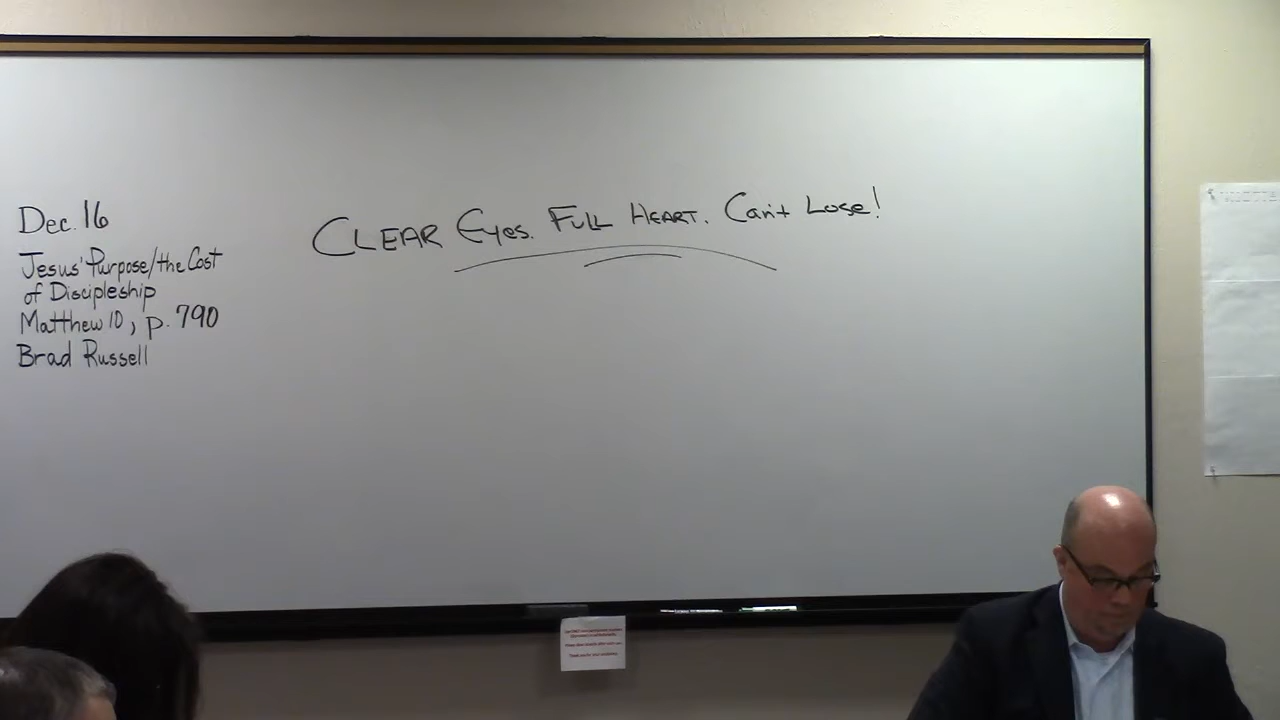 Dec. 16
Jesus' Purpose/the Cost
of Discipleship
Matthew 10, p. 790
Brad Russell
CLEAR Eyes. FULL HEART. Can't Lose!